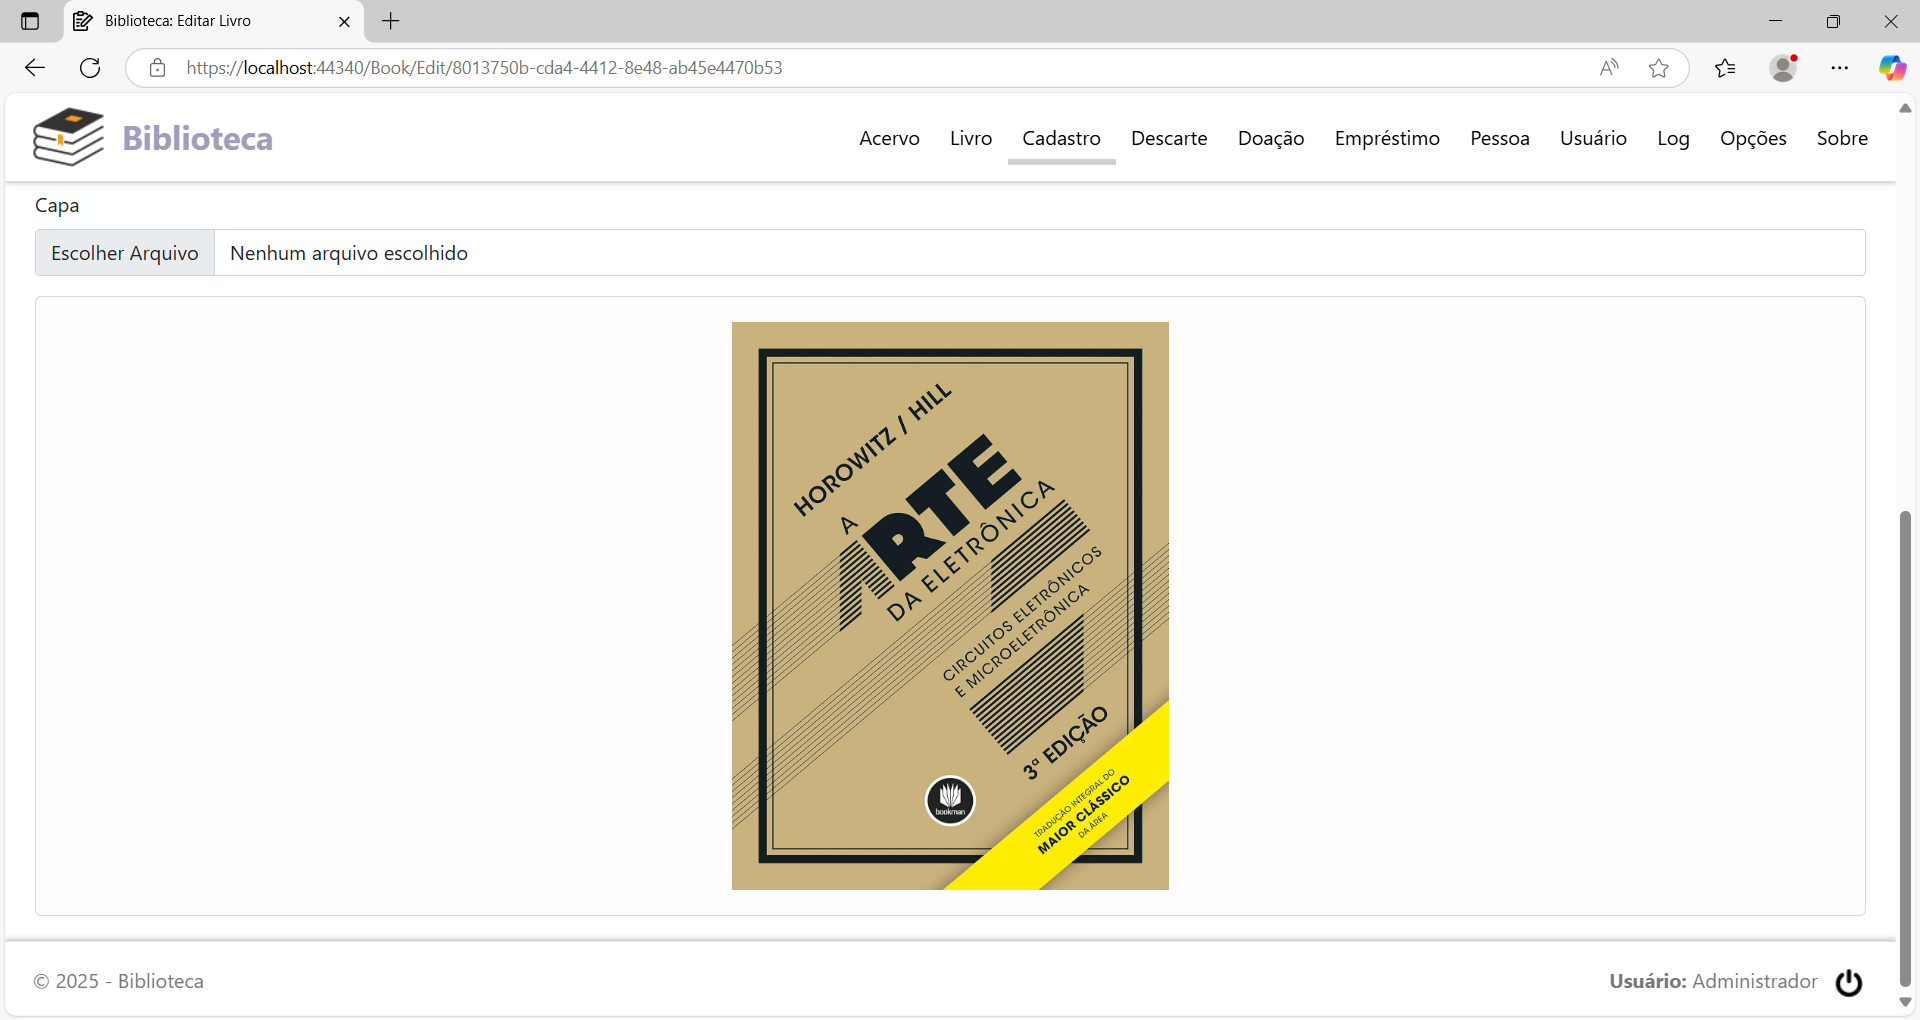 Biblioteca: Editar Livro
https://localhost:44340/Book/Edit/8013750b-cda4-4412-8e48-ab45e4470b53
Biblioteca
Acervo Livro Cadastro Descarte Doação Empréstimo Pessoa Usuário Log Opções Sobre
Capa
Escolher Arquivo Nenhum arquivo escolhido
HOROWITZ / HILL
A
ARTE
DA ELETRÔNICA
CIRCUITOS ELETRÔNICOS
E MICROELETRÔNICA
3ª EDIÇÃO
bookman
TRADUÇÃO INTEGRAL DO
MAIOR CLÁSSICO
DA ÁREA
© 2025 - Biblioteca
Usuário: Administrador